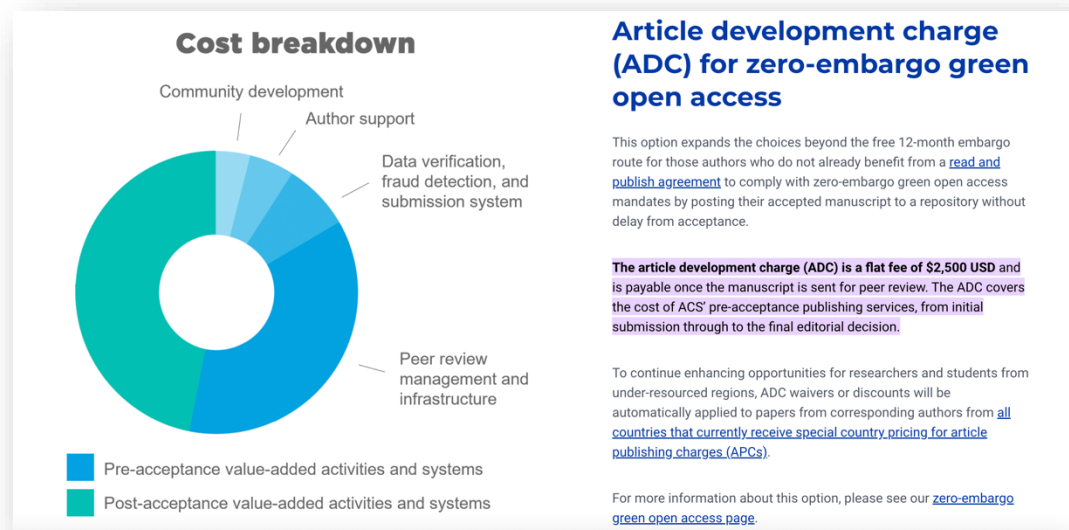 Cost breakdown
Community development
Author support
Data verification,
fraud detection, and
submission system
Peer review
management and
infrastructure
Pre-acceptance value-added activities and systems
Post-acceptance value-added activities and systems
Article development charge
(ADC) for zero-embargo green
open access
This option expands the choices beyond the free 12-month embargo
route for those authors who do not already benefit from a read and
publish agreement to comply with zero-embargo green open access
mandates by posting their accepted manuscript to a repository without
delay from acceptance.
The article development charge (ADC) is a flat fee of $2,500 USD and
is payable once the manuscript is sent for peer review. The ADC covers
the cost of ACS' pre-acceptance publishing services, from initial
submission through to the final editorial decision.
To continue enhancing opportunities for researchers and students from
under-resourced regions, ADC waivers or discounts will be
automatically applied to papers from corresponding authors from all
countries that currently receive special country pricing for article
publishing charges (APCs).
For more information about this option, please see our zero-embargo
green open access page.